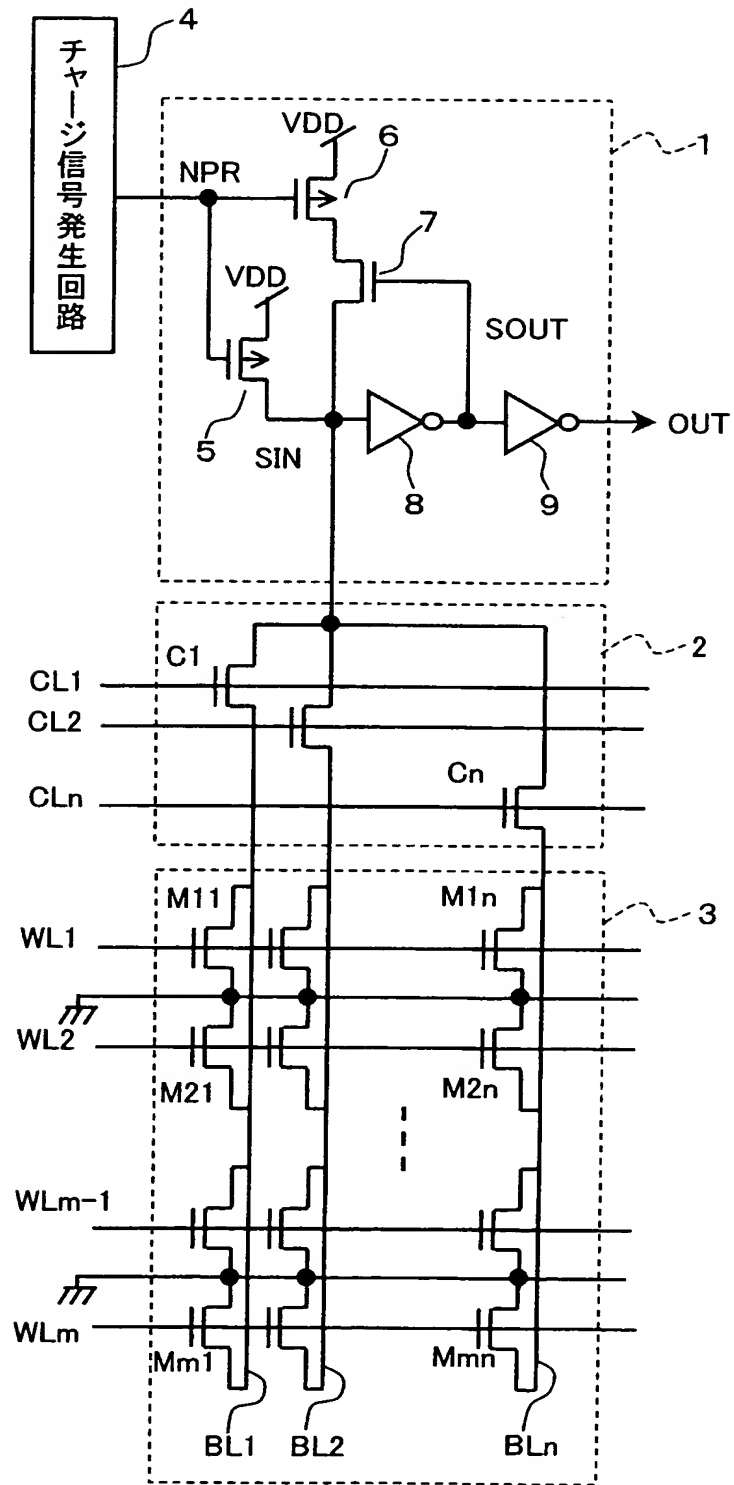 チャージ信号発生回路
4
1
VDD
6
NPR
7
VDD
SOUT
5
SIN
8
9
OUT
2
C1
CL1
CL2
Cn
CLn
3
M11
M1n
WL1
WL2
M21
M2n
WLm-1
WLm
Mm1
Mmn
BL1
BL2
BLn